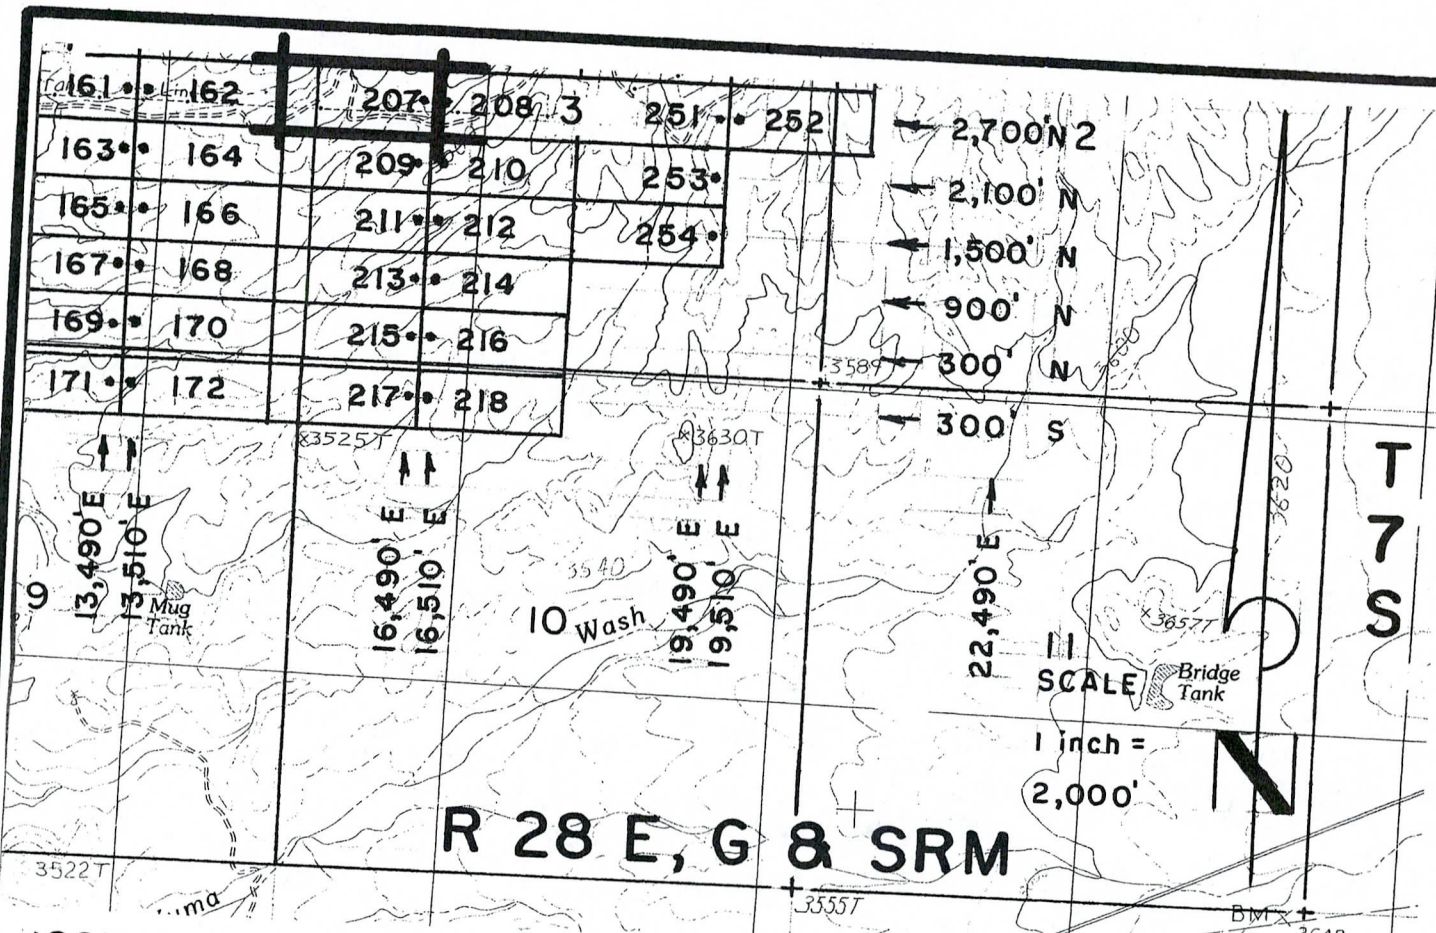 161 162 207 208 3 251 252 2,700' N 2
163 164 209 210 253 2,100' N
165 166 211 212 254 1,500' N
167 168 213 214 900' N
169 170 215 216 3589T 300' N
171 172 217 218 300' S
3525T 3630T
3600
3620
T
7
S
13,490' E
13,510' E
16,490' E
16,510' E
19,490' E
19,510' E
22,490' E
9
Mug
Tank
3540
10 Wash
3657T
11
SCALE
Bridge
Tank
1 inch =
2,000'
N
R 28 E, G & SRM
3522T
3555T
BM